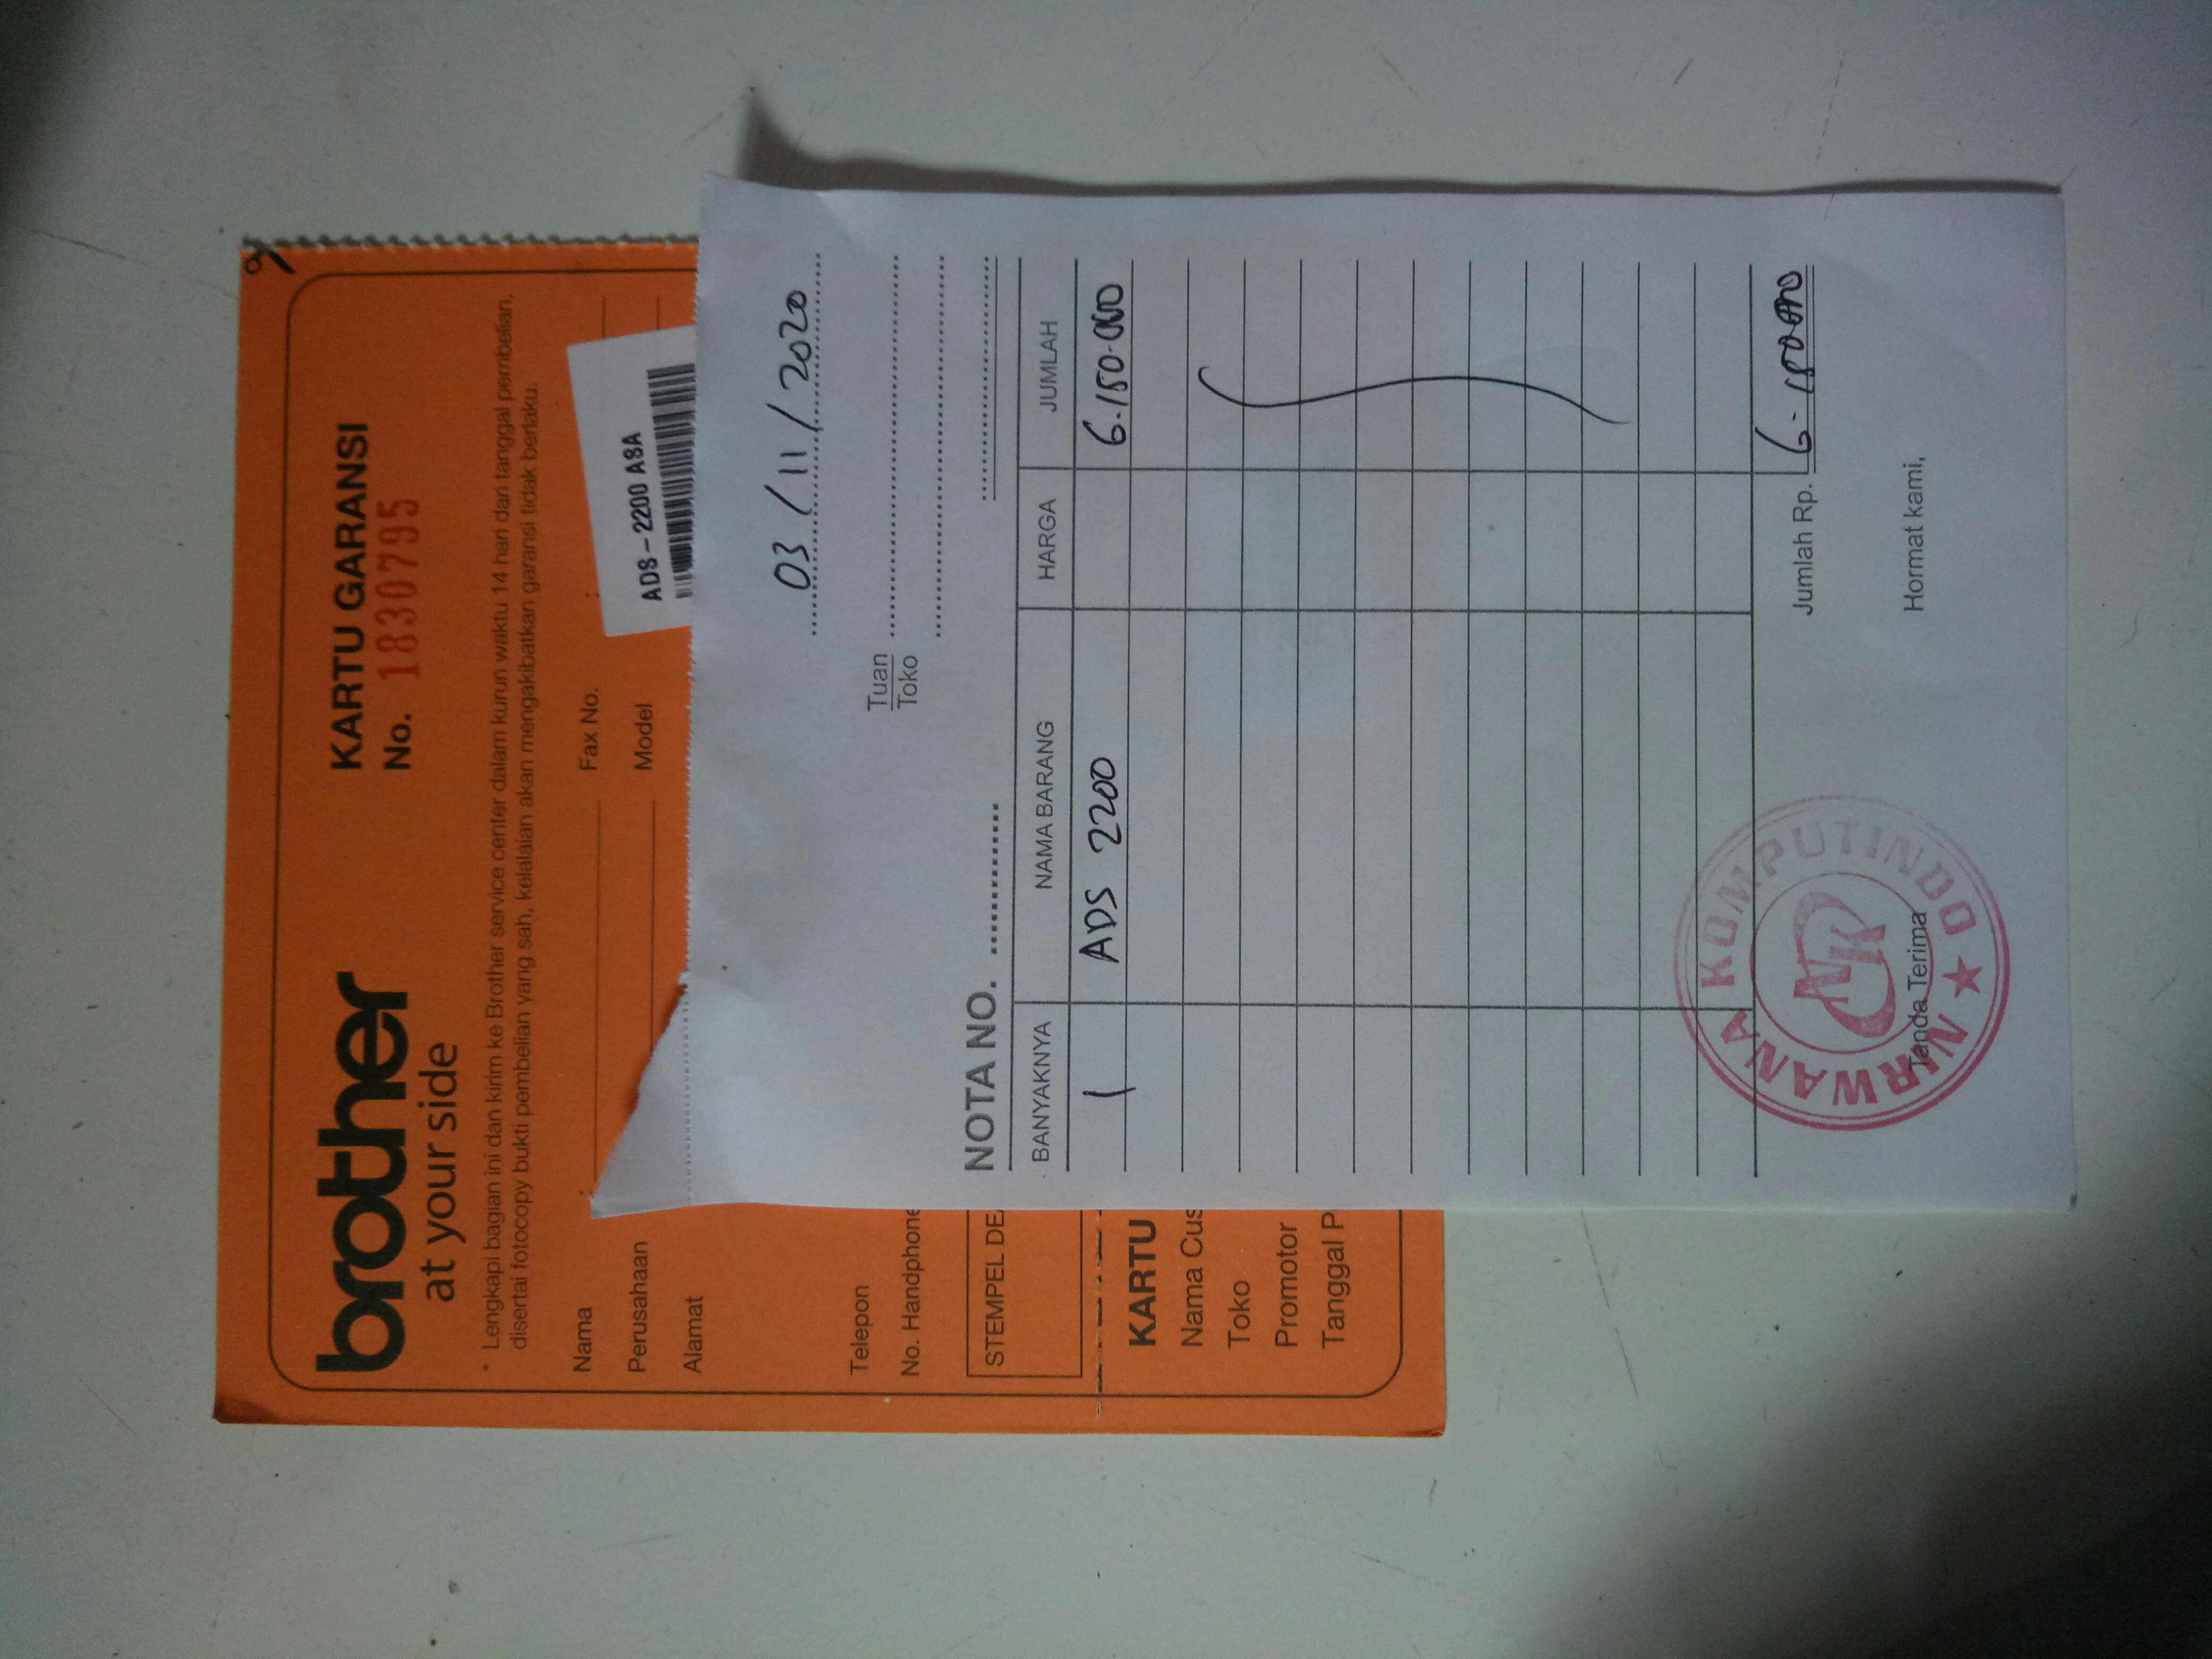 brother
at your side
KARTU GARANSI
No. 1830795
* Lengkapi bagian ini dan kirim ke Brother service center dalam kurun waktu 14 hari dari tanggal pembelian,
disertai fotocopy bukti pembelian yang sah, kelalaian akan mengakibatkan garansi tidak berlaku.
Nama
Fax No.
Perusahaan
Model
ADS-2200 ASA
Alamat
Telepon
No. Handphone
STEMPEL DEA
KARTU
Nama Cus
Toko
Promotor
Tanggal P
03/11/2020
Tuan
Toko
NOTA NO.
BANYAKNYA NAMA BARANG HARGA JUMLAH
1 ADS 2200 6.150.000
Jumlah Rp. 6.150.000
Tanda Terima
Hormat kami,
NIRWANA KOMPUTINDO
NK